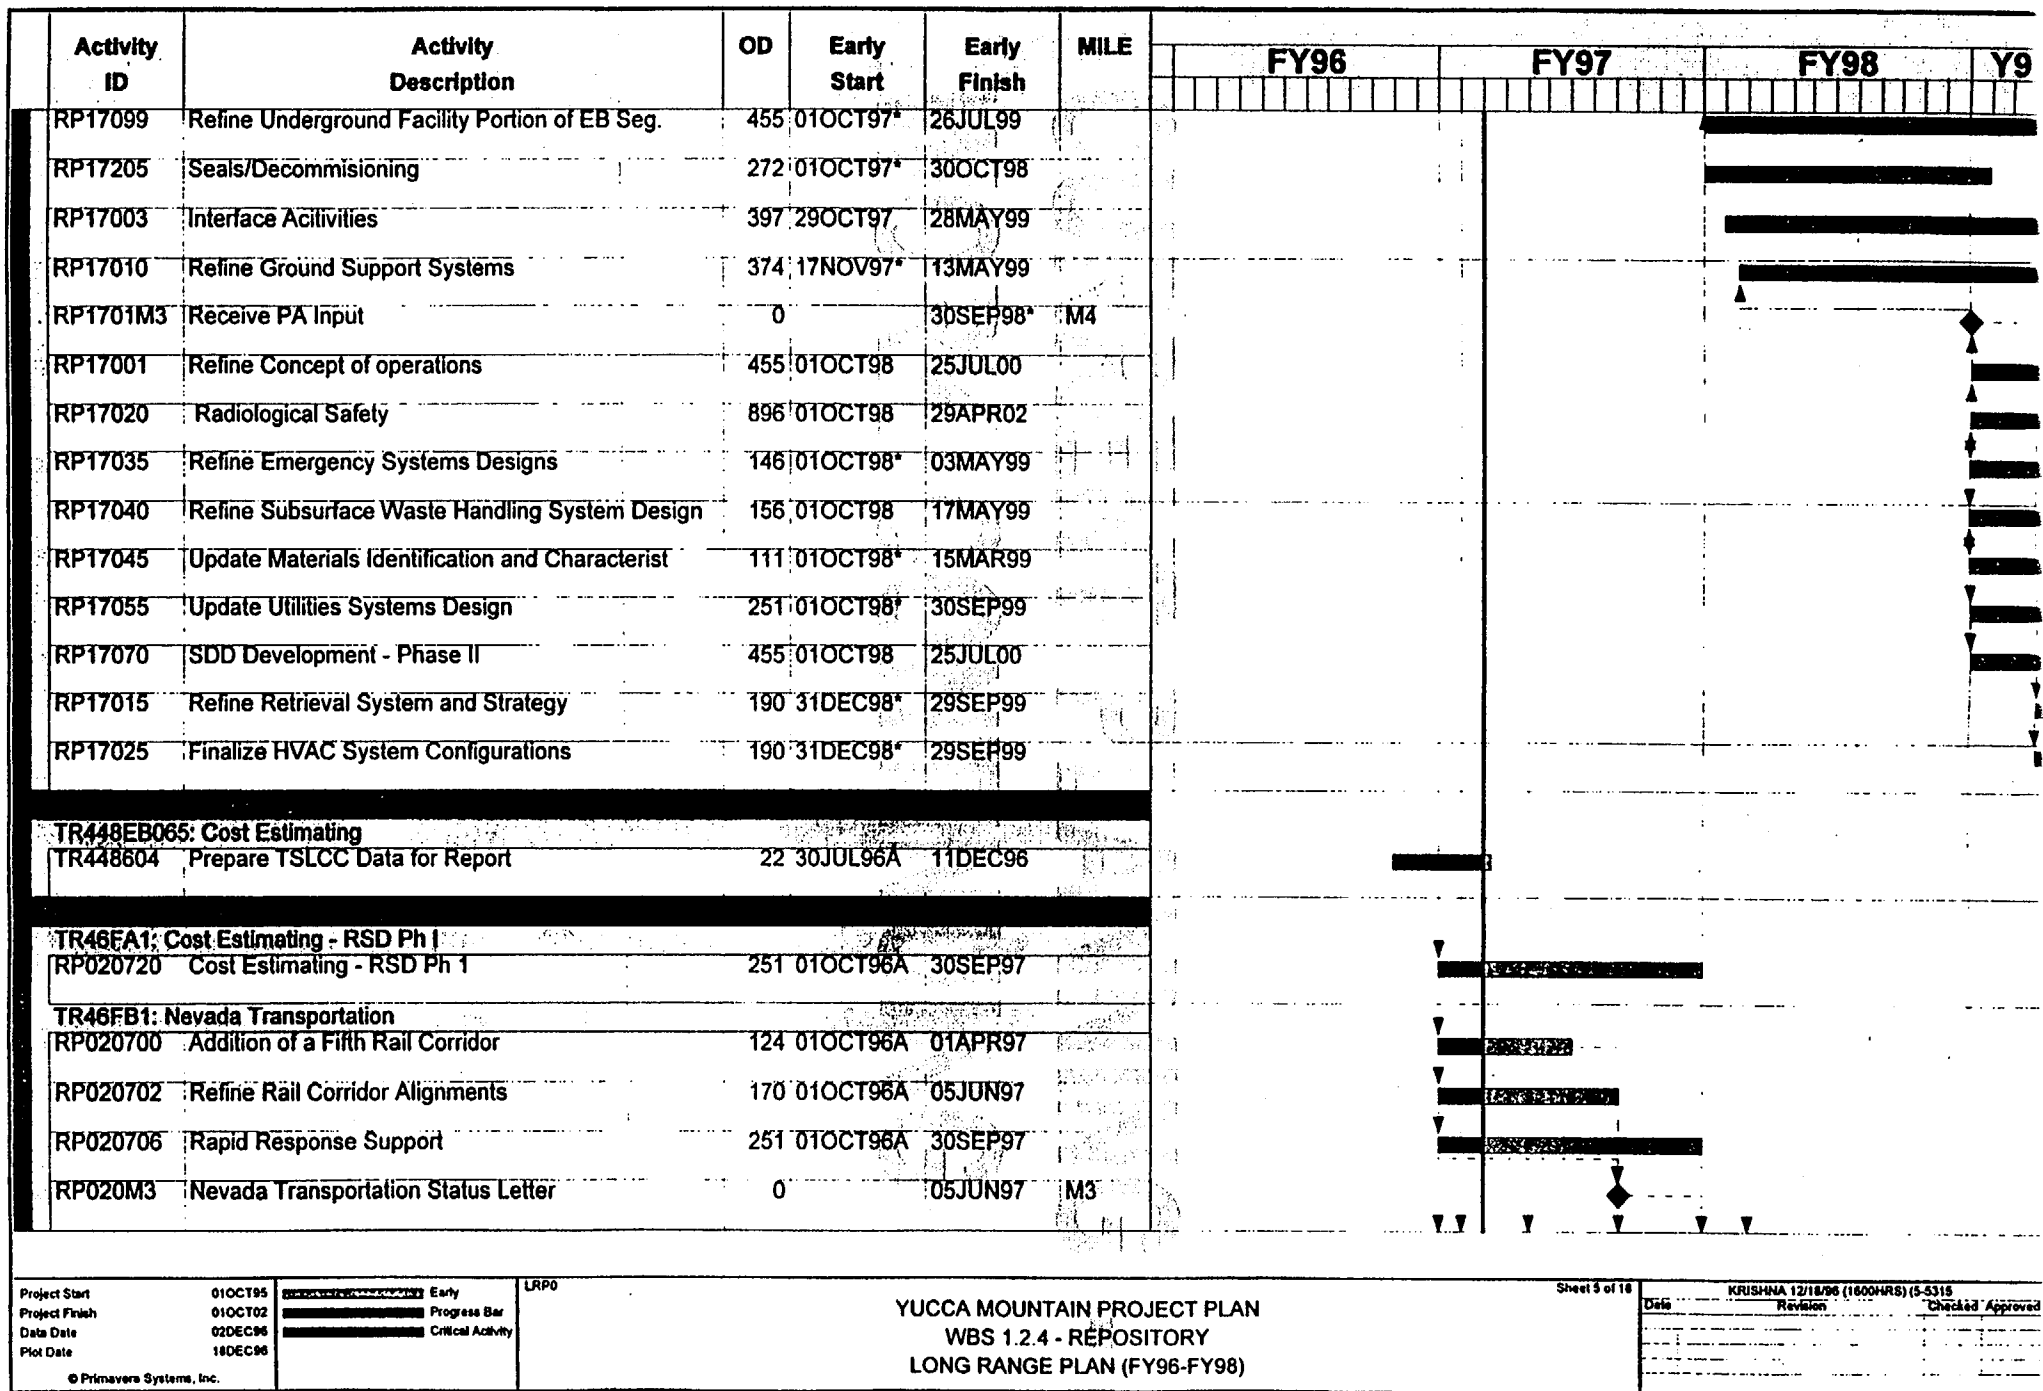 Activity ID Activity Description OD Early Start Early Finish MILE FY96 FY97 FY98 Y9
RP17099 Refine Underground Facility Portion of EB Seg. 455 01OCT97* 26JUL99
RP17205 Seals/Decommisioning 272 01OCT97* 30OCT98
RP17003 Interface Acitivities 397 29OCT97 28MAY99
RP17010 Refine Ground Support Systems 374 17NOV97* 13MAY99
RP1701M3 Receive PA Input 0 30SEP98* M4
RP17001 Refine Concept of operations 455 01OCT98 25JUL00
RP17020 Radiological Safety 896 01OCT98 29APR02
RP17035 Refine Emergency Systems Designs 146 01OCT98* 03MAY99
RP17040 Refine Subsurface Waste Handling System Design 156 01OCT98 17MAY99
RP17045 Update Materials Identification and Characterist 111 01OCT98* 15MAR99
RP17055 Update Utilities Systems Design 251 01OCT98* 30SEP99
RP17070 SDD Development - Phase II 455 01OCT98 25JUL00
RP17015 Refine Retrieval System and Strategy 190 31DEC98* 29SEP99
RP17025 Finalize HVAC System Configurations 190 31DEC98* 29SEP99
TR448EB065: Cost Estimating
TR448604 Prepare TSLCC Data for Report 22 30JUL96A 11DEC96
TR46FA1: Cost Estimating - RSD Ph I
RP020720 Cost Estimating - RSD Ph 1 251 01OCT96A 30SEP97
TR46FB1: Nevada Transportation
RP020700 Addition of a Fifth Rail Corridor 124 01OCT96A 01APR97
RP020702 Refine Rail Corridor Alignments 170 01OCT96A 05JUN97
RP020706 Rapid Response Support 251 01OCT96A 30SEP97
RP020M3 Nevada Transportation Status Letter 0 05JUN97 M3
Project Start 01OCT95
Project Finish 01OCT02
Data Date 02DEC96
Plot Date 18DEC96
© Primavera Systems, Inc.
Early
Progress Bar
Critical Activity
LRP0
YUCCA MOUNTAIN PROJECT PLAN
WBS 1.2.4 - REPOSITORY
LONG RANGE PLAN (FY96-FY98)
Sheet 5 of 16
KRISHNA 12/18/96 (1600HRS) (5-5315
Date Revision Checked Approved